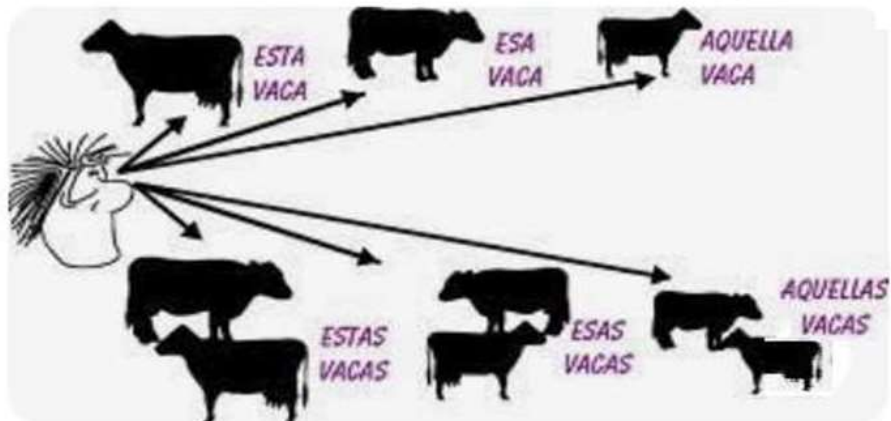 ESTA
VACA
ESA
VACA
AQUELLA
VACA
ESTAS
VACAS
ESAS
VACAS
AQUELLAS
VACAS